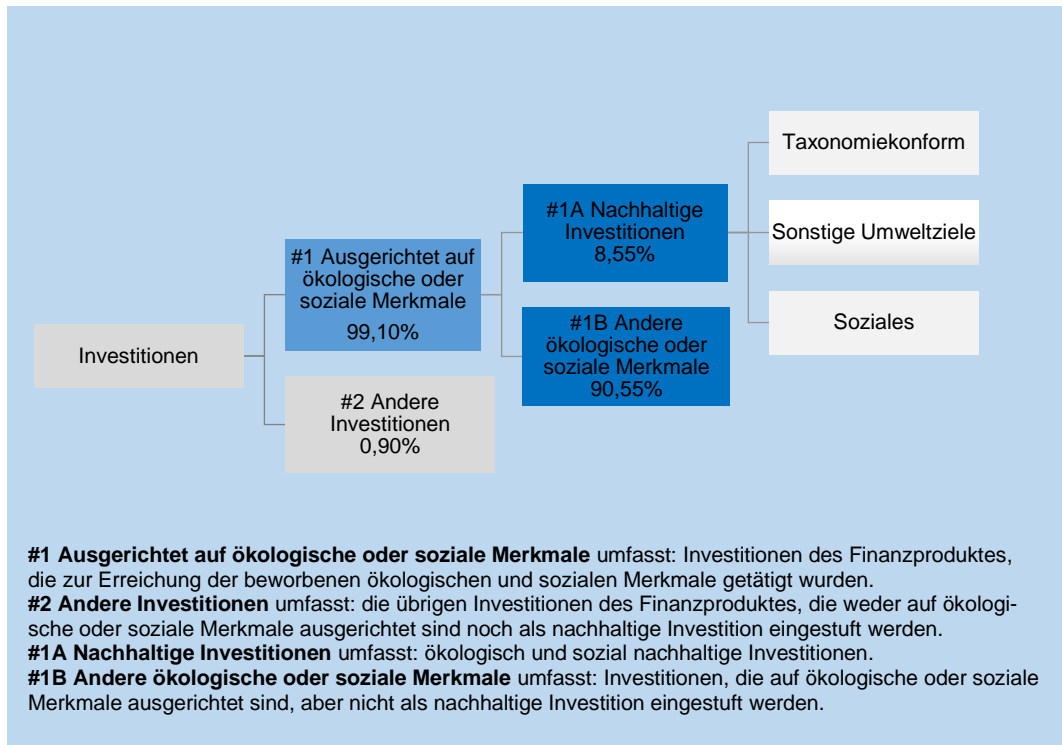 Taxonomiekonform
#1A Nachhaltige
Investitionen
8,55%
Sonstige Umweltziele
#1 Ausgerichtet auf
ökologische oder
soziale Merkmale
99,10%
Soziales
#1B Andere
ökologische oder
soziale Merkmale
90,55%
Investitionen
#2 Andere
Investitionen
0,90%
#1 Ausgerichtet auf ökologische oder soziale Merkmale umfasst: Investitionen des Finanzproduktes,
die zur Erreichung der beworbenen ökologischen und sozialen Merkmale getätigt wurden.
#2 Andere Investitionen umfasst: die übrigen Investitionen des Finanzproduktes, die weder auf ökologi-
sche oder soziale Merkmale ausgerichtet sind noch als nachhaltige Investition eingestuft werden.
#1A Nachhaltige Investitionen umfasst: ökologisch und sozial nachhaltige Investitionen.
#1B Andere ökologische oder soziale Merkmale umfasst: Investitionen, die auf ökologische oder soziale
Merkmale ausgerichtet sind, aber nicht als nachhaltige Investition eingestuft werden.